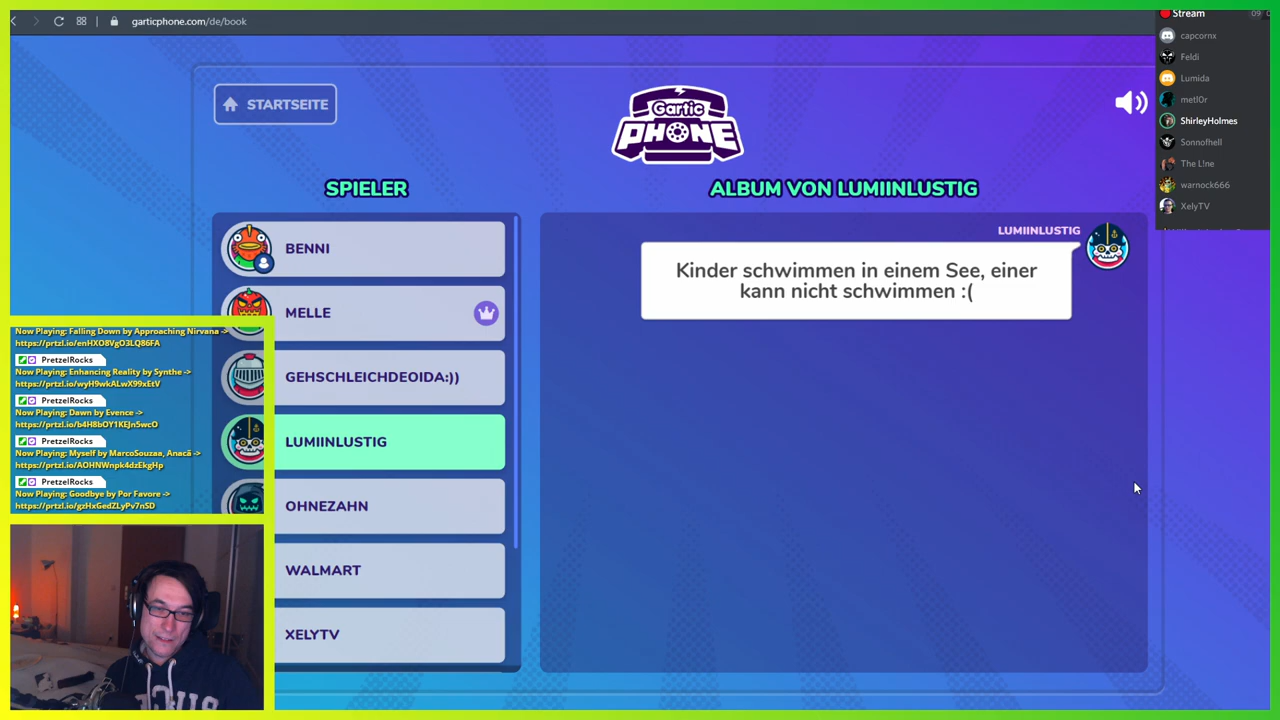 garticphone.com/de/book
Stream
09
capcornx
Feldi
Lumida
metl0r
ShirleyHolmes
Sonnofhell
The L!ne
warnock666
XelyTV
STARTSEITE
Gartic
PHONE
SPIELER
BENNI
MELLE
GEHSCHLEICHDEOIDA:))
LUMIINLUSTIG
OHNEZAHN
WALMART
XELYTV
ALBUM VON LUMIINLUSTIG
LUMIINLUSTIG
Kinder schwimmen in einem See, einer
kann nicht schwimmen :(
Now Playing: Falling Down by Approaching Nirvana ->
https://prtzl.io/enHXO8VgO3LQ86FA
PretzelRocks
Now Playing: Enhancing Reality by Synthe ->
https://prtzl.io/wyH9wkALwX99xEtV
PretzelRocks
Now Playing: Dawn by Evence ->
https://prtzl.io/b4H8bOY1KEJn5wcO
PretzelRocks
Now Playing: Myself by MarcoSouzaa, Anacã ->
https://prtzl.io/AOHNWnpk4dzEkgHp
PretzelRocks
Now Playing: Goodbye by Por Favore ->
https://prtzl.io/gzHxGedZLyPv7nSD